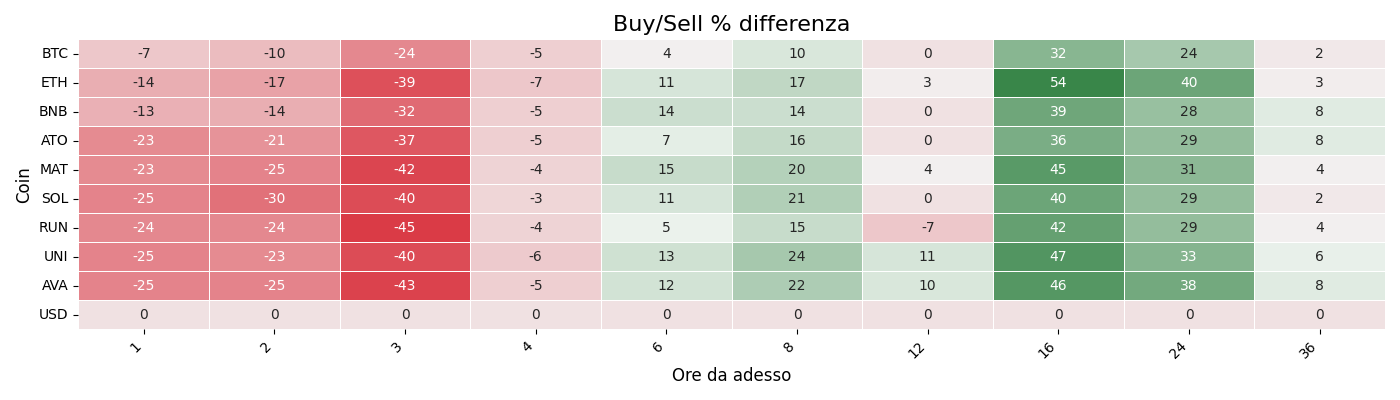 Buy/Sell % differenza
Coin
BTC -7 -10 -24 -5 4 10 0 32 24 2
ETH -14 -17 -39 -7 11 17 3 54 40 3
BNB -13 -14 -32 -5 14 14 0 39 28 8
ATO -23 -21 -37 -5 7 16 0 36 29 8
MAT -23 -25 -42 -4 15 20 4 45 31 4
SOL -25 -30 -40 -3 11 21 0 40 29 2
RUN -24 -24 -45 -4 5 15 -7 42 29 4
UNI -25 -23 -40 -6 13 24 11 47 33 6
AVA -25 -25 -43 -5 12 22 10 46 38 8
USD 0 0 0 0 0 0 0 0 0 0
1 2 3 4 6 8 12 16 24 36
Ore da adesso